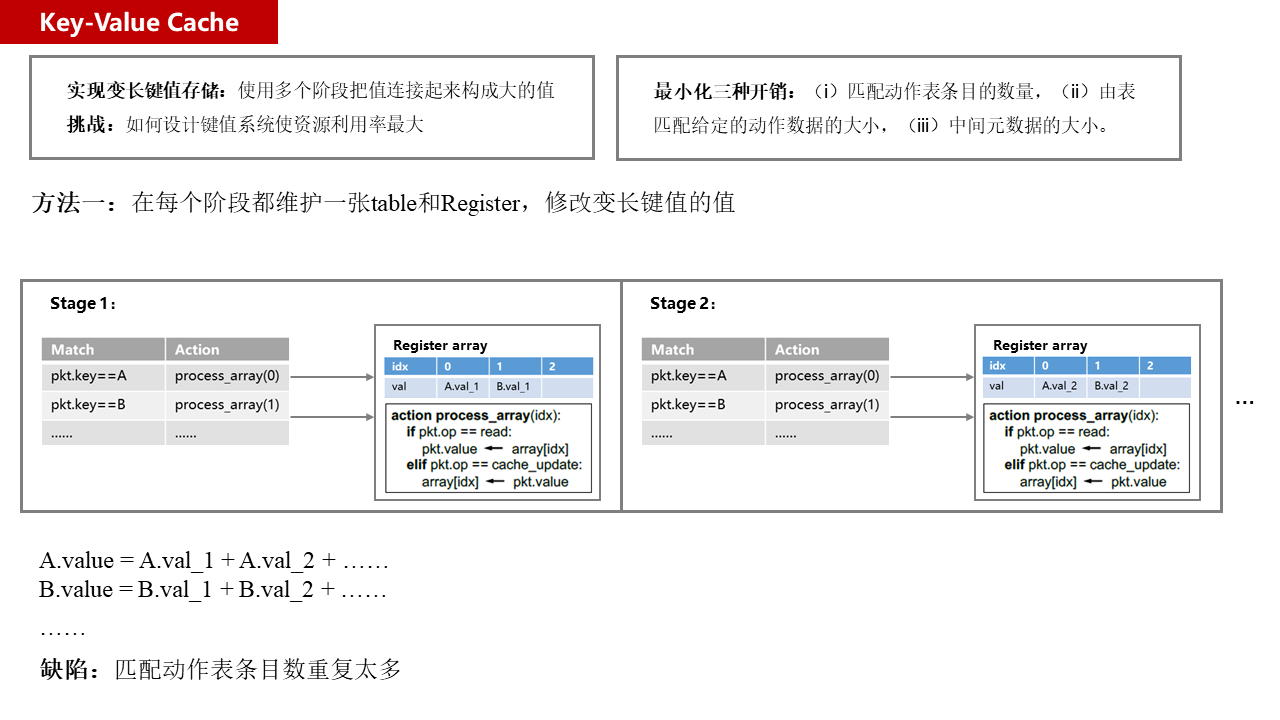 Key-Value Cache
实现变长键值存储：使用多个阶段把值连接起来构成大的值
挑战：如何设计键值系统使资源利用率最大
最小化三种开销：（i）匹配动作表条目的数量，（ii）由表
匹配给定的动作数据的大小，（iii）中间元数据的大小。
方法一：在每个阶段都维护一张table和Register，修改变长键值的值
Stage 1：
Match Action
pkt.key==A process_array(0)
pkt.key==B process_array(1)
...... ......
Register array
idx 0 1 2
val A.val_1 B.val_1
action process_array(idx):
if pkt.op == read:
pkt.value ← array[idx]
elif pkt.op == cache_update:
array[idx] ← pkt.value
Stage 2：
Match Action
pkt.key==A process_array(0)
pkt.key==B process_array(1)
...... ......
Register array
idx 0 1 2
val A.val_2 B.val_2
action process_array(idx):
if pkt.op == read:
pkt.value ← array[idx]
elif pkt.op == cache_update:
array[idx] ← pkt.value
...
A.value = A.val_1 + A.val_2 + ……
B.value = B.val_1 + B.val_2 + ……
……
缺陷：匹配动作表条目数重复太多